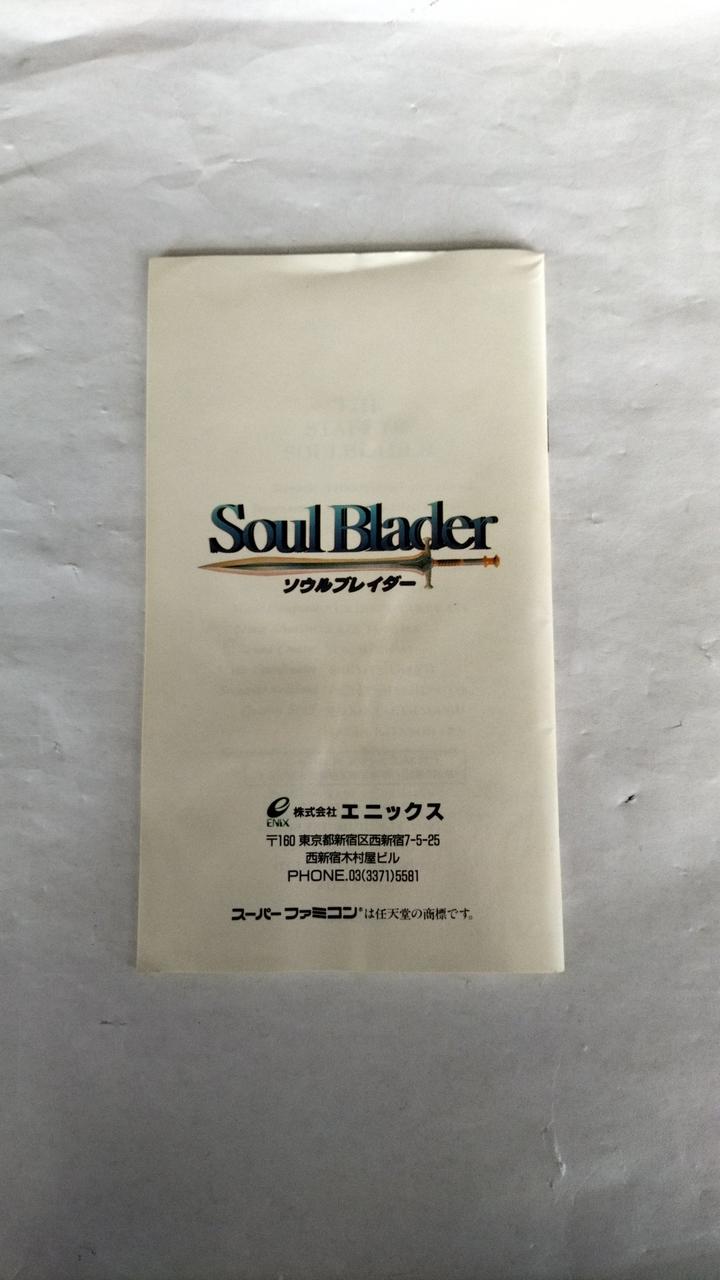 Soul Blader
ソウルブレイダー
e ENIX 株式会社 エニックス
〒160 東京都新宿区西新宿7-5-25
西新宿木村屋ビル
PHONE.03(3371)5581
スーパーファミコン®は任天堂の商標です。